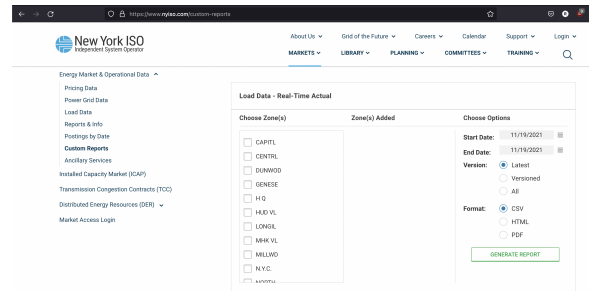 https://www.nyiso.com/custom-reports
New York ISO
Independent System Operator
About Us
Grid of the Future
Careers
Calendar
Support
Login
MARKETS
LIBRARY
PLANNING
COMMITTEES
TRAINING
Energy Market & Operational Data
Pricing Data
Power Grid Data
Load Data
Reports & Info
Postings by Date
Custom Reports
Ancillary Services
Installed Capacity Market (ICAP)
Transmission Congestion Contracts (TCC)
Distributed Energy Resources (DER)
Market Access Login
Load Data - Real-Time Actual
Choose Zone(s)
CAPITL
CENTRL
DUNWOD
GENESE
H Q
HUD VL
LONGIL
MHK VL
MILLWD
N.Y.C.
NORTH
Zone(s) Added
Choose Options
Start Date: 11/19/2021
End Date: 11/19/2021
Version: Latest
Versioned
All
Format: CSV
HTML
PDF
GENERATE REPORT